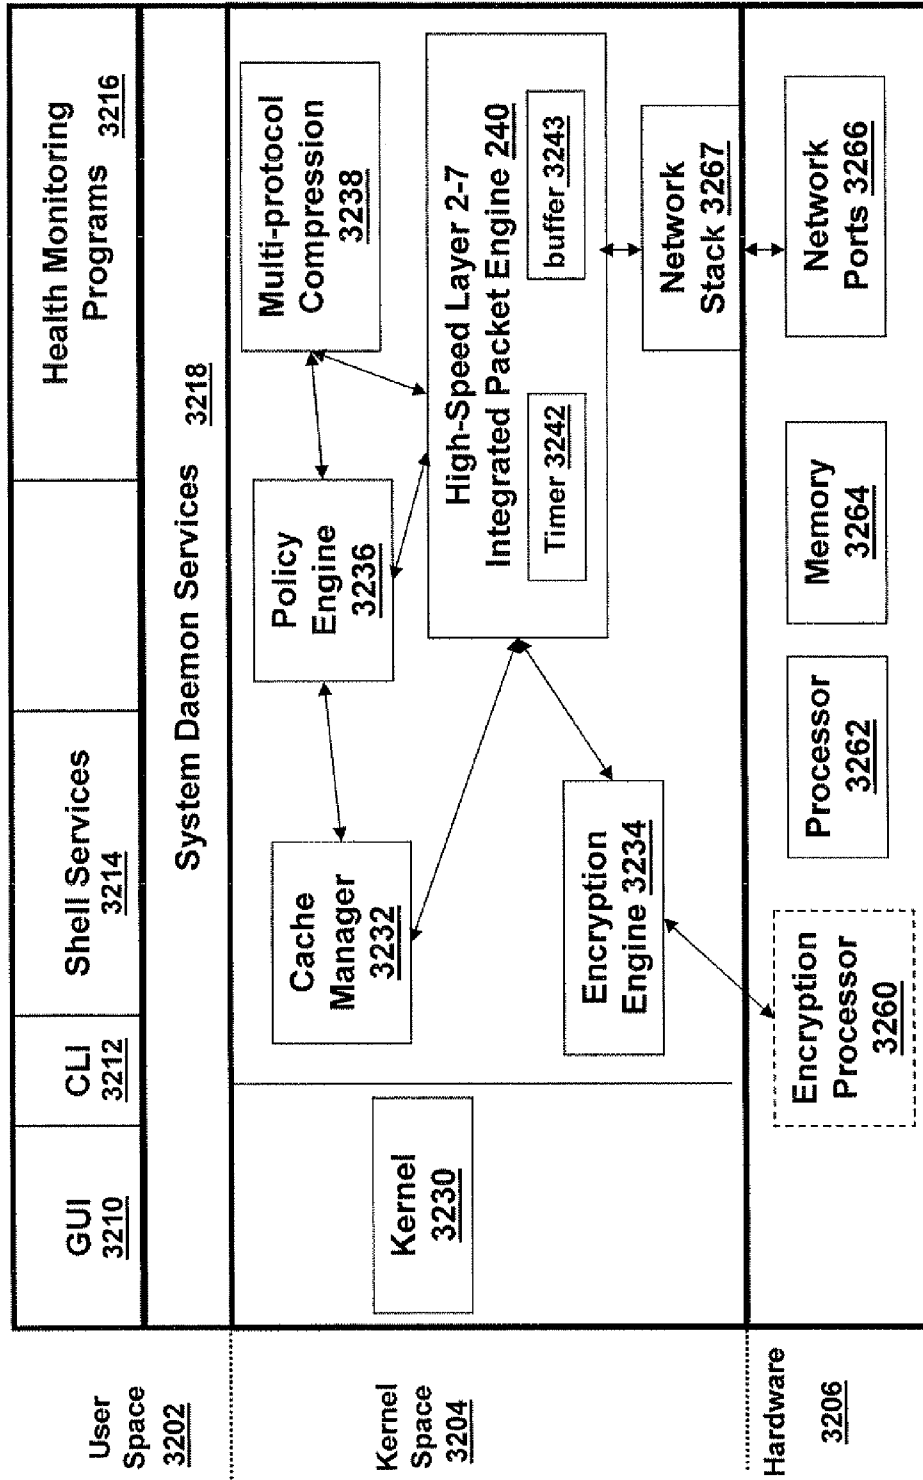 User
Space
3202
GUI
3210
CLI
3212
Shell Services
3214
Health Monitoring
Programs 3216
System Daemon Services 3218
Kernel
Space
3204
Kernel
3230
Cache
Manager
3232
Policy
Engine
3236
Multi-protocol
Compression
3238
High-Speed Layer 2-7
Integrated Packet Engine 240
Timer 3242
buffer 3243
Encryption
Engine 3234
Network
Stack 3267
Hardware
3206
Encryption
Processor
3260
Processor
3262
Memory
3264
Network
Ports 3266